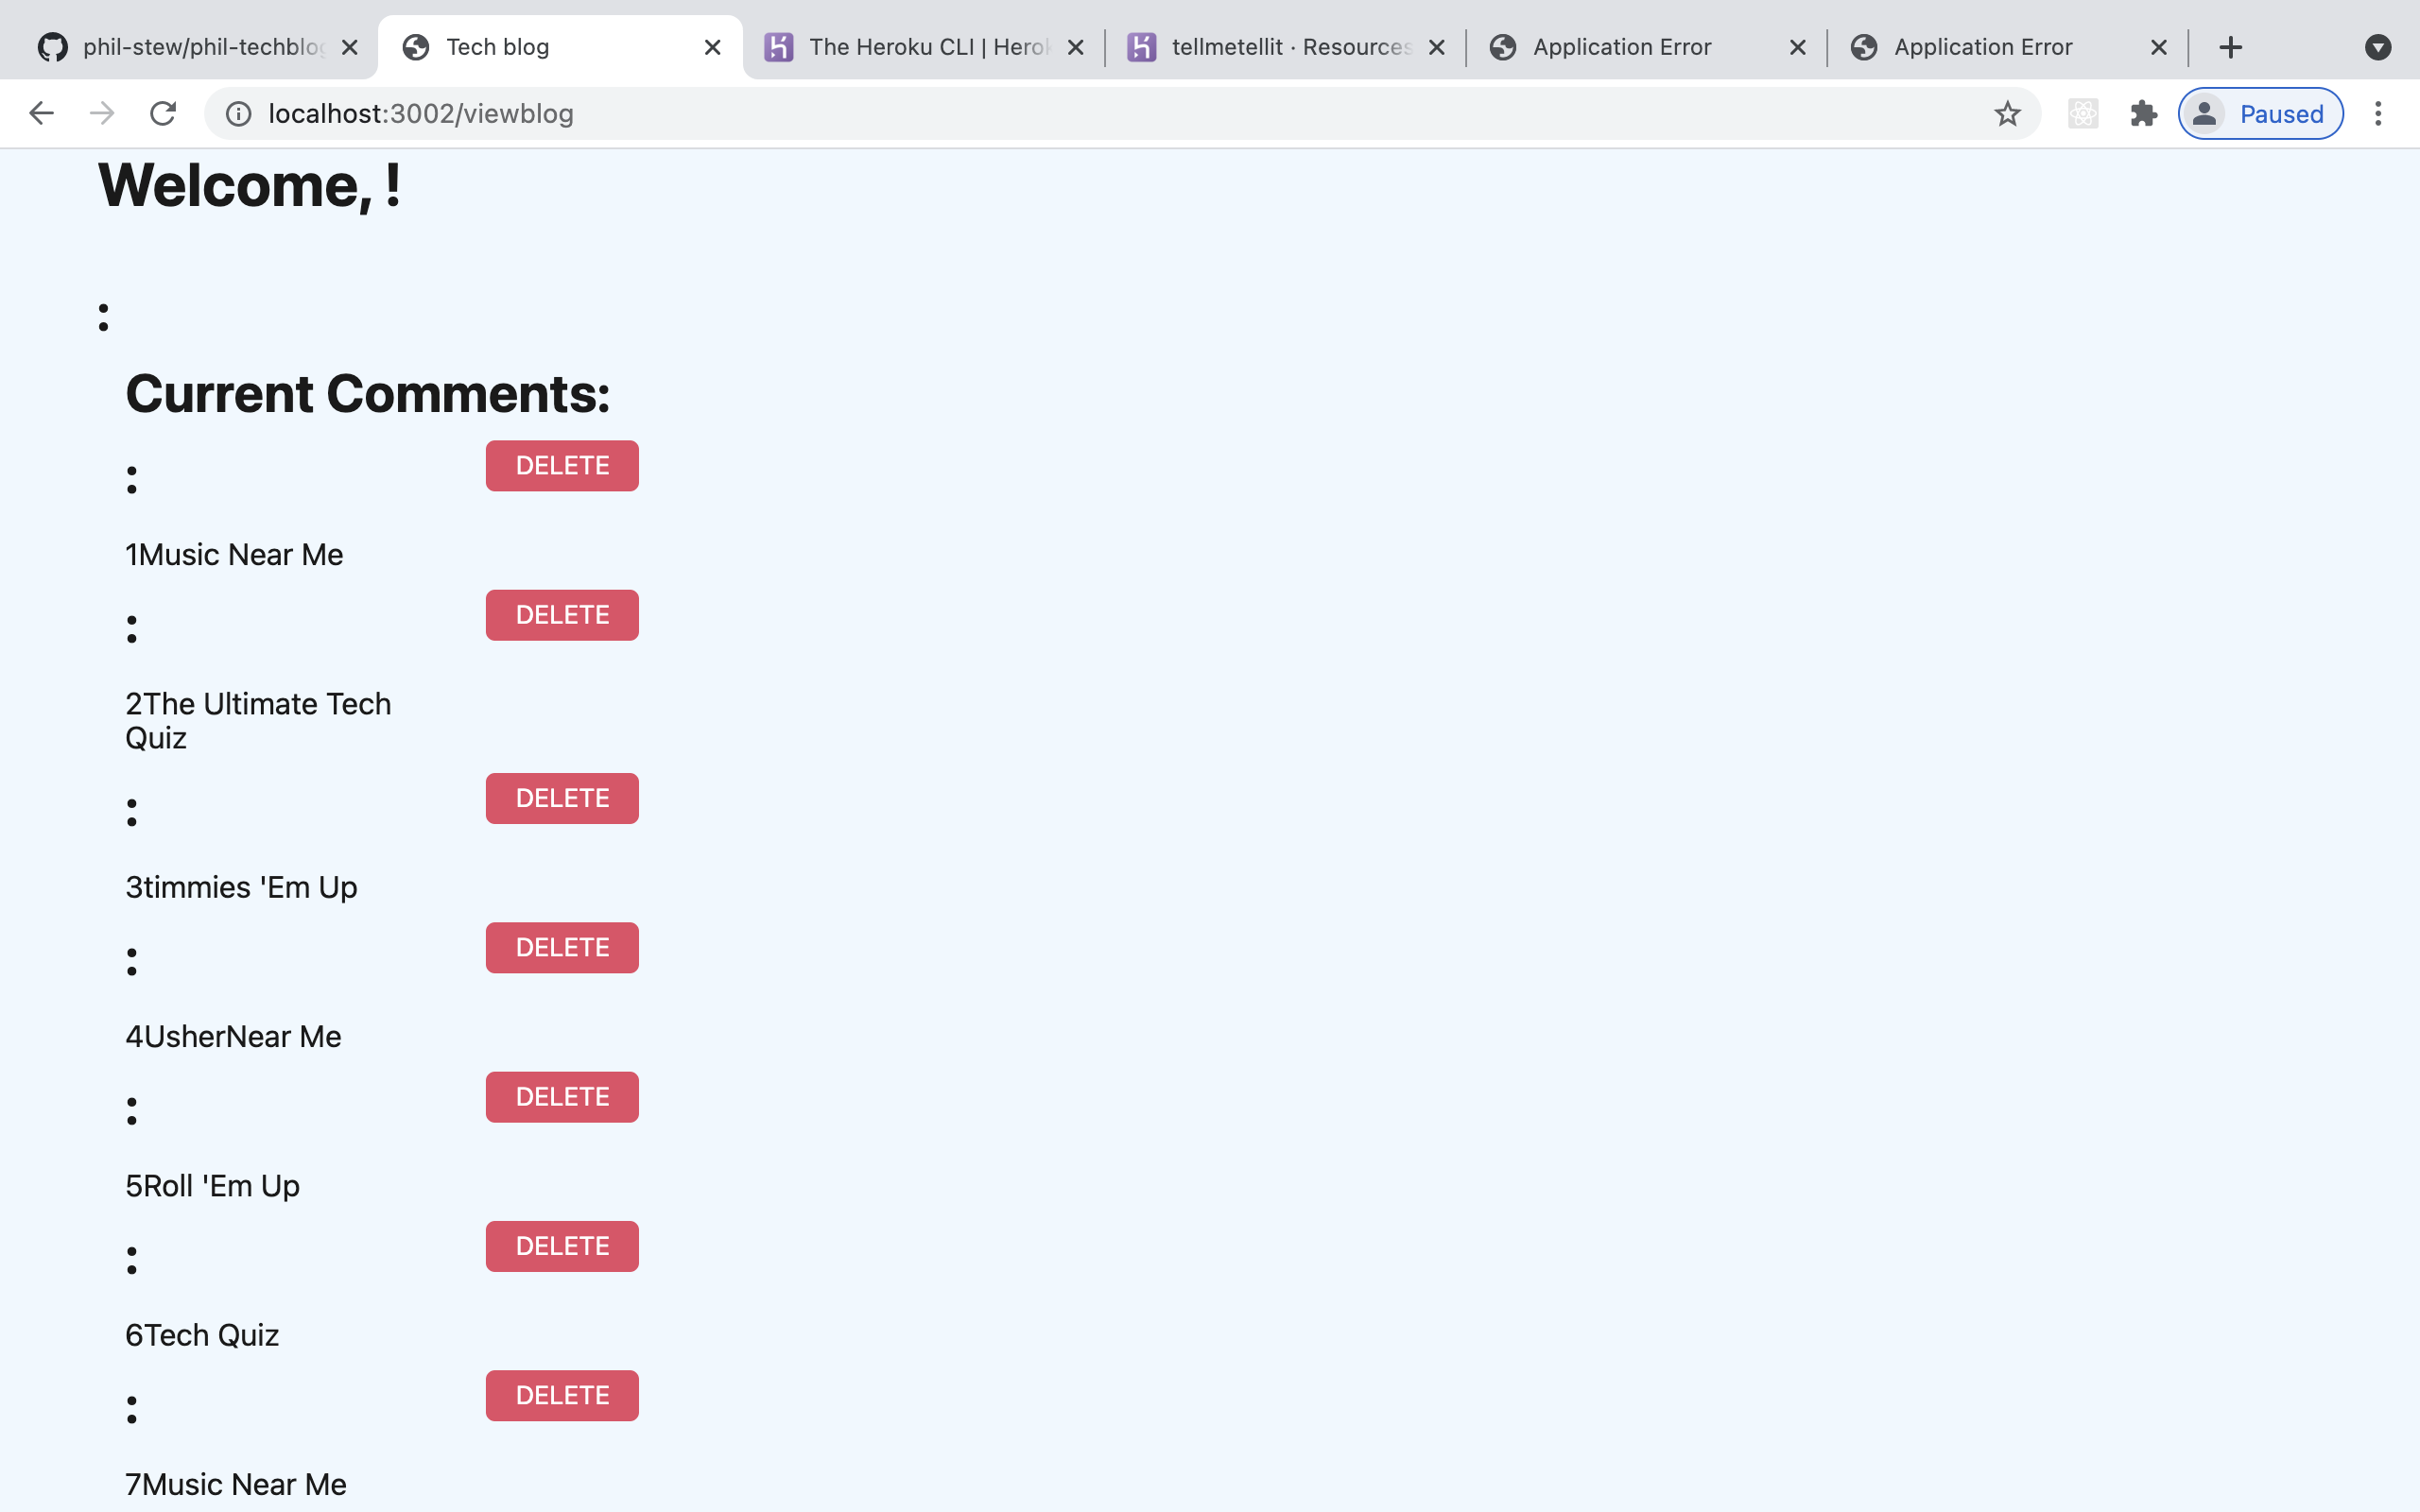 phil-stew/phil-techblog
Tech blog
The Heroku CLI | Herok
tellmetellit · Resources
Application Error
Application Error
localhost:3002/viewblog
Paused
Welcome, !
:
Current Comments:
:
DELETE
1Music Near Me
:
DELETE
2The Ultimate Tech
Quiz
:
DELETE
3timmies 'Em Up
:
DELETE
4UsherNear Me
:
DELETE
5Roll 'Em Up
:
DELETE
6Tech Quiz
:
DELETE
7Music Near Me